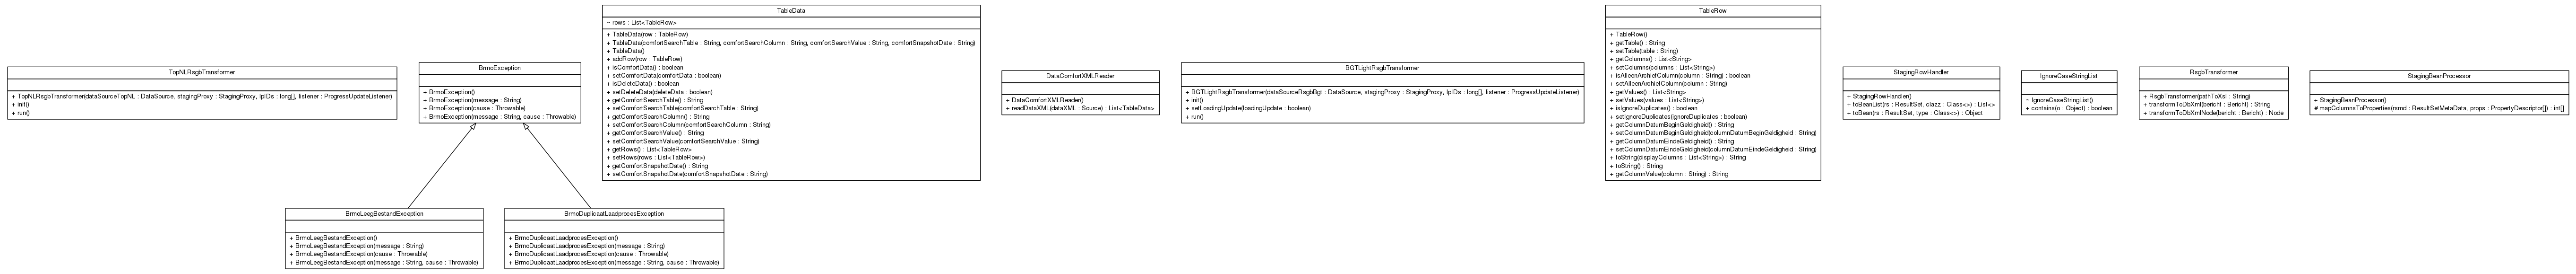 TopNLRsgbTransformer
+ TopNLRsgbTransformer(dataSourceTopNL : DataSource, stagingProxy : StagingProxy, lpIDs : long[], listener : ProgressUpdateListener)
+ init()
+ run()
BrmoException
+ BrmoException()
+ BrmoException(message : String)
+ BrmoException(cause : Throwable)
+ BrmoException(message : String, cause : Throwable)
BrmoLeegBestandException
+ BrmoLeegBestandException()
+ BrmoLeegBestandException(message : String)
+ BrmoLeegBestandException(cause : Throwable)
+ BrmoLeegBestandException(message : String, cause : Throwable)
BrmoDuplicaatLaadprocesException
+ BrmoDuplicaatLaadprocesException()
+ BrmoDuplicaatLaadprocesException(message : String)
+ BrmoDuplicaatLaadprocesException(cause : Throwable)
+ BrmoDuplicaatLaadprocesException(message : String, cause : Throwable)
TableData
~ rows : List<TableRow>
+ TableData(row : TableRow)
+ TableData(comfortSearchTable : String, comfortSearchColumn : String, comfortSearchValue : String, comfortSnapshotDate : String)
+ TableData()
+ addRow(row : TableRow)
+ isComfortData() : boolean
+ setComfortData(comfortData : boolean)
+ isDeleteData() : boolean
+ setDeleteData(deleteData : boolean)
+ getComfortSearchTable() : String
+ setComfortSearchTable(comfortSearchTable : String)
+ getComfortSearchColumn() : String
+ setComfortSearchColumn(comfortSearchColumn : String)
+ getComfortSearchValue() : String
+ setComfortSearchValue(comfortSearchValue : String)
+ getRows() : List<TableRow>
+ setRows(rows : List<TableRow>)
+ getComfortSnapshotDate() : String
+ setComfortSnapshotDate(comfortSnapshotDate : String)
DataComfortXMLReader
+ DataComfortXMLReader()
+ readDataXML(dataXML : Source) : List<TableData>
BGTLightRsgbTransformer
+ BGTLightRsgbTransformer(dataSourceRsgbBgt : DataSource, stagingProxy : StagingProxy, lpIDs : long[], listener : ProgressUpdateListener)
+ init()
+ setLoadingUpdate(loadingUpdate : boolean)
+ run()
TableRow
+ TableRow()
+ getTable() : String
+ setTable(table : String)
+ getColumns() : List<String>
+ setColumns(columns : List<String>)
+ isAlleenArchiefColumn(column : String) : boolean
+ setAlleenArchiefColumn(column : String)
+ getValues() : List<String>
+ setValues(values : List<String>)
+ isIgnoreDuplicates() : boolean
+ setIgnoreDuplicates(ignoreDuplicates : boolean)
+ getColumnDatumBeginGeldigheid() : String
+ setColumnDatumBeginGeldigheid(columnDatumBeginGeldigheid : String)
+ getColumnDatumEindeGeldigheid() : String
+ setColumnDatumEindeGeldigheid(columnDatumEindeGeldigheid : String)
+ toString(displayColumns : List<String>) : String
+ toString() : String
+ getColumnValue(column : String) : String
StagingRowHandler
+ StagingRowHandler()
+ toBeanList(rs : ResultSet, clazz : Class<>) : List<>
+ toBean(rs : ResultSet, type : Class<>) : Object
IgnoreCaseStringList
~ IgnoreCaseStringList()
+ contains(o : Object) : boolean
RsgbTransformer
+ RsgbTransformer(pathToXsl : String)
+ transformToDbXml(bericht : Bericht) : String
+ transformToDbXmlNode(bericht : Bericht) : Node
StagingBeanProcessor
+ StagingBeanProcessor()
# mapColumnsToProperties(rsmd : ResultSetMetaData, props : PropertyDescriptor[]) : int[]